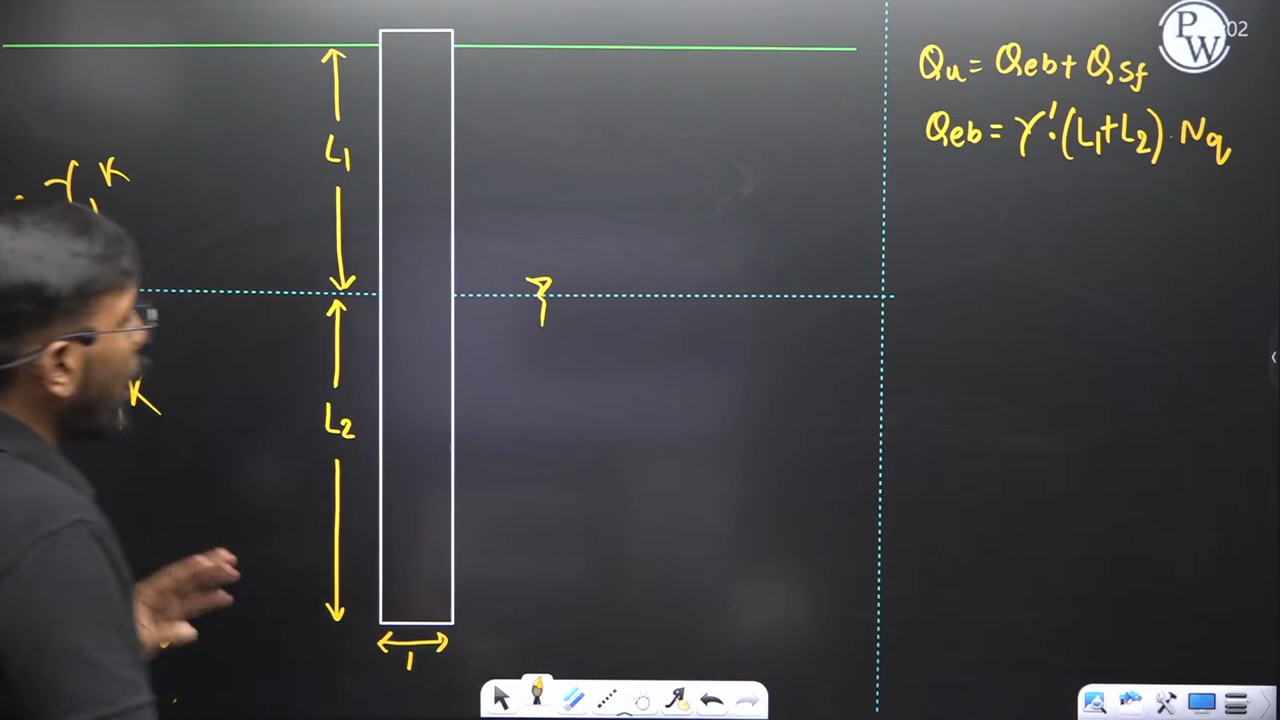 PW
02
Qu = Qeb + Qsf
Qeb = γ'.(L1+L2).Nq
L1
γ K
K
L2
1